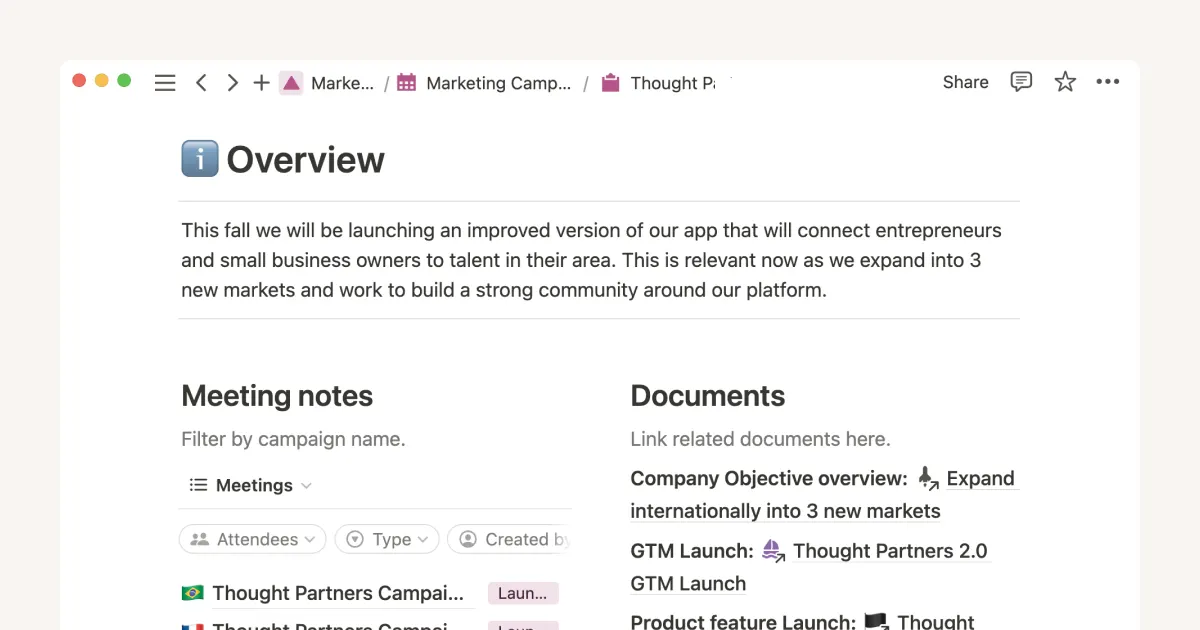 Marke... / Marketing Camp... / Thought
Share
Overview
This fall we will be launching an improved version of our app that will connect entrepreneurs
and small business owners to talent in their area. This is relevant now as we expand into 3
new markets and work to build a strong community around our platform.
Meeting notes
Filter by campaign name.
Meetings
Attendees Type Created by
Thought Partners Campai... Laun...
Thought Partners Campai... Laun...
Documents
Link related documents here.
Company Objective overview: Expand
internationally into 3 new markets
GTM Launch: Thought Partners 2.0
GTM Launch
Product feature Launch: Thought